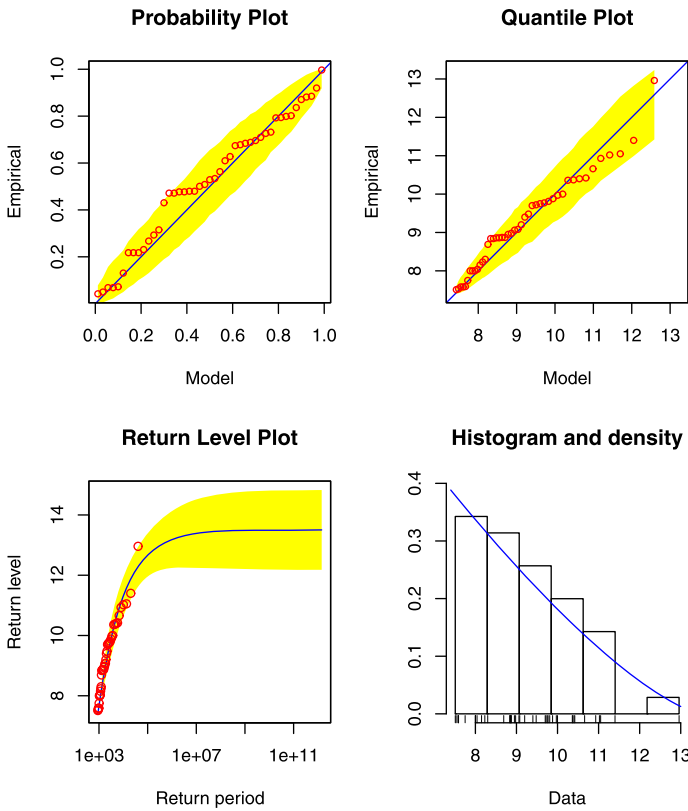 Probability Plot
Empirical
0.2 0.4 0.6 0.8 1.0
0.0 0.2 0.4 0.6 0.8 1.0
Model
Quantile Plot
Empirical
8 9 10 11 12 13
8 9 10 11 12 13
Model
Return Level Plot
Return level
8 10 12 14
1e+03 1e+07 1e+11
Return period
Histogram and density
0.0 0.1 0.2 0.3 0.4
8 9 10 11 12 13
Data